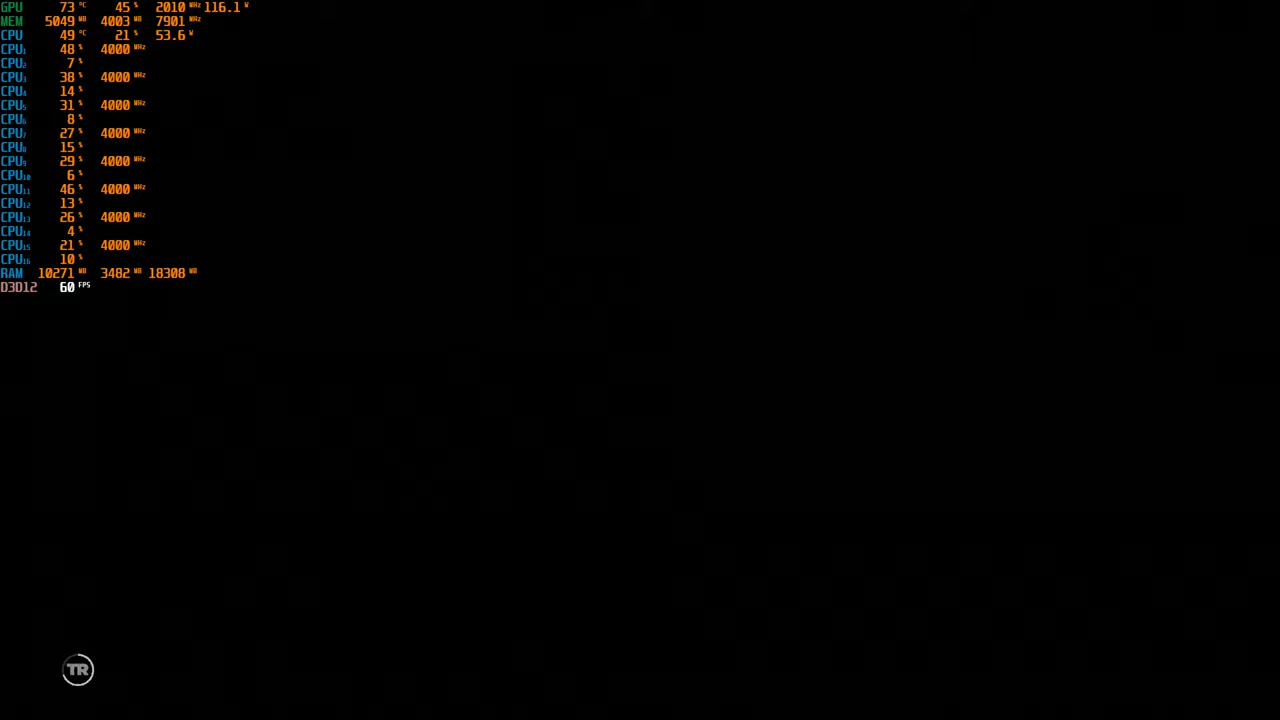 GPU 73 °C 45 % 2010 MHz 116.1 W
MEM 5049 MB 4003 MB 7901 MHz
CPU 49 °C 21 % 53.6 W
CPU1 48 % 4000 MHz
CPU2 7 %
CPU3 38 % 4000 MHz
CPU4 14 %
CPU5 31 % 4000 MHz
CPU6 8 %
CPU7 27 % 4000 MHz
CPU8 15 %
CPU9 29 % 4000 MHz
CPU10 6 %
CPU11 46 % 4000 MHz
CPU12 13 %
CPU13 26 % 4000 MHz
CPU14 4 %
CPU15 21 % 4000 MHz
CPU16 10 %
RAM 10271 MB 3482 MB 18308 MB
D3D12 60 FPS
TR